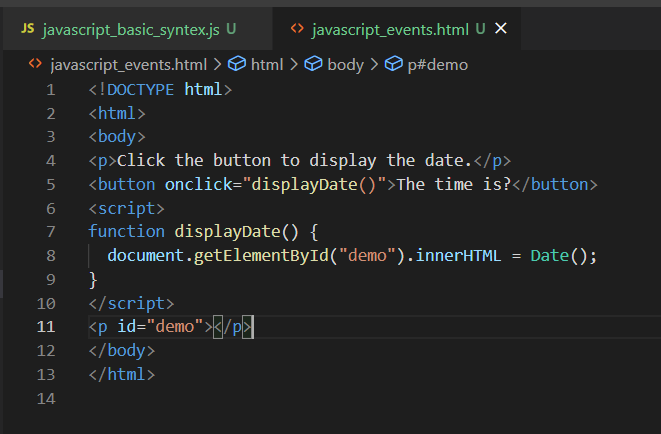 JS javascript_basic_syntex.js U <> javascript_events.html U ×
<> javascript_events.html > html > body > p#demo
1 <!DOCTYPE html>
2 <html>
3 <body>
4 <p>Click the button to display the date.</p>
5 <button onclick="displayDate()">The time is?</button>
6 <script>
7 function displayDate() {
8   document.getElementById("demo").innerHTML = Date();
9 }
10 </script>
11 <p id="demo"></p>
12 </body>
13 </html>
14